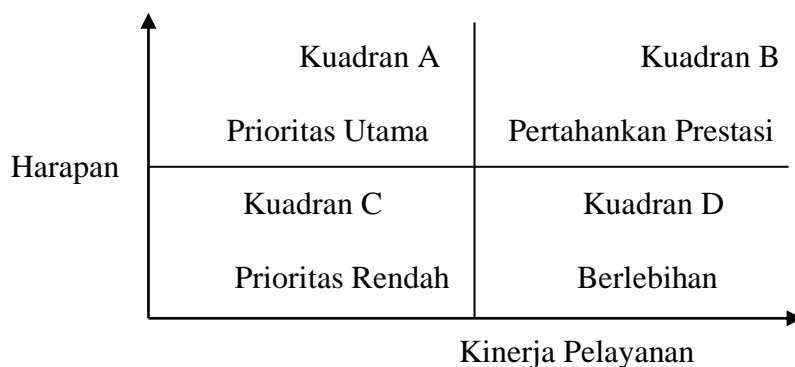 Kuadran A Kuadran B
Prioritas Utama Pertahankan Prestasi
Harapan
Kuadran C Kuadran D
Prioritas Rendah Berlebihan
Kinerja Pelayanan